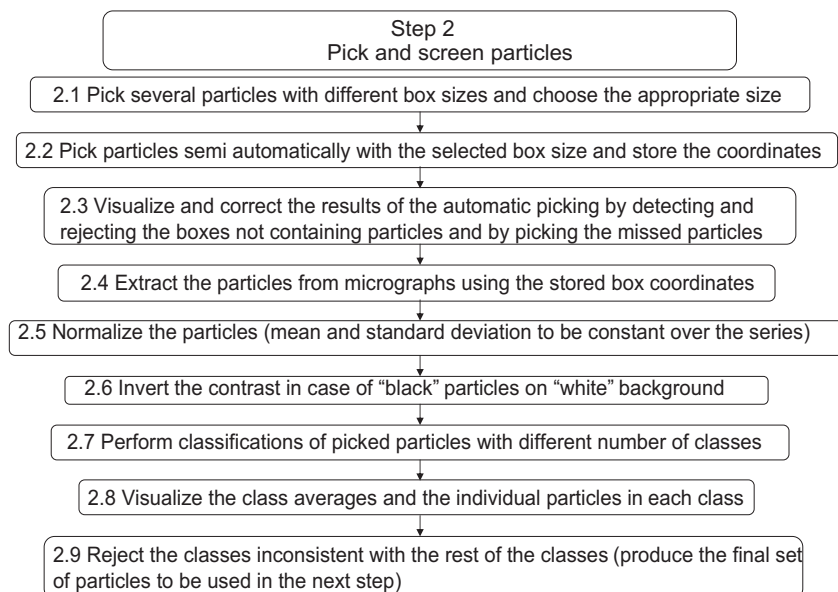 Step 2
Pick and screen particles
2.1 Pick several particles with different box sizes and choose the appropriate size
2.2 Pick particles semi automatically with the selected box size and store the coordinates
2.3 Visualize and correct the results of the automatic picking by detecting and
rejecting the boxes not containing particles and by picking the missed particles
2.4 Extract the particles from micrographs using the stored box coordinates
2.5 Normalize the particles (mean and standard deviation to be constant over the series)
2.6 Invert the contrast in case of “black” particles on “white” background
2.7 Perform classifications of picked particles with different number of classes
2.8 Visualize the class averages and the individual particles in each class
2.9 Reject the classes inconsistent with the rest of the classes (produce the final set
of particles to be used in the next step)